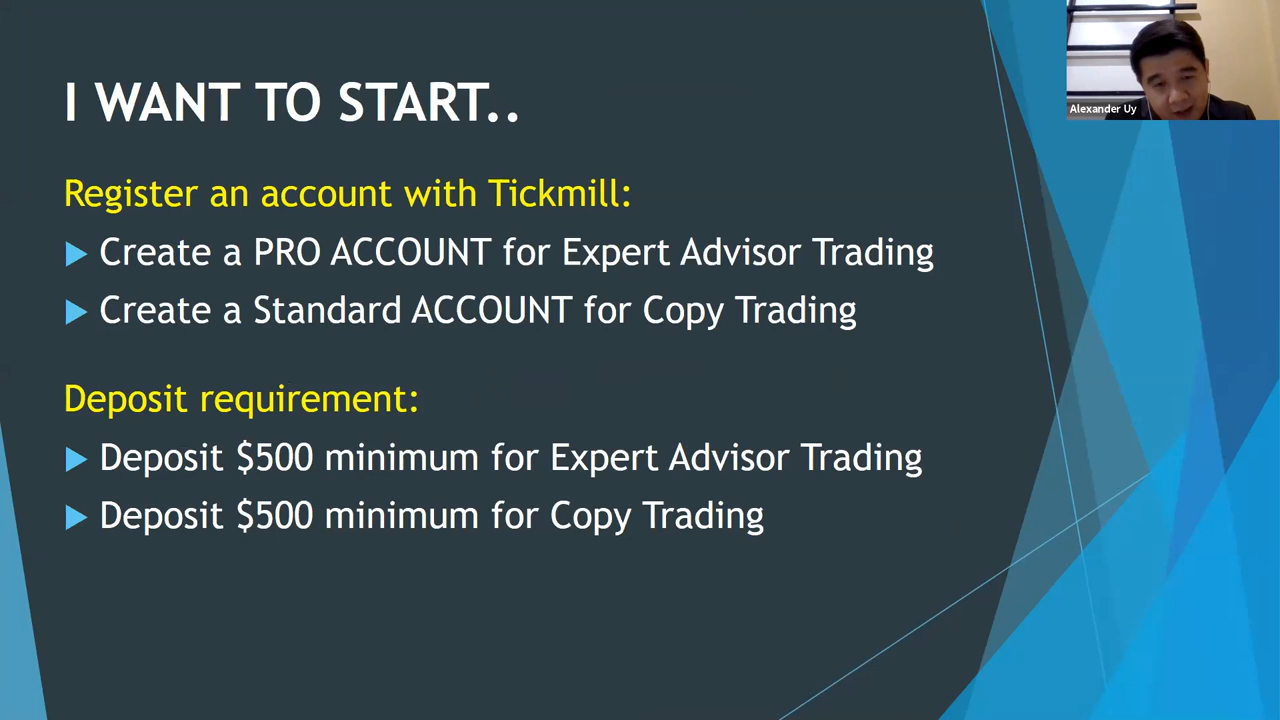 I WANT TO START..
Alexander Uy
Register an account with Tickmill:
Create a PRO ACCOUNT for Expert Advisor Trading
Create a Standard ACCOUNT for Copy Trading
Deposit requirement:
Deposit $500 minimum for Expert Advisor Trading
Deposit $500 minimum for Copy Trading